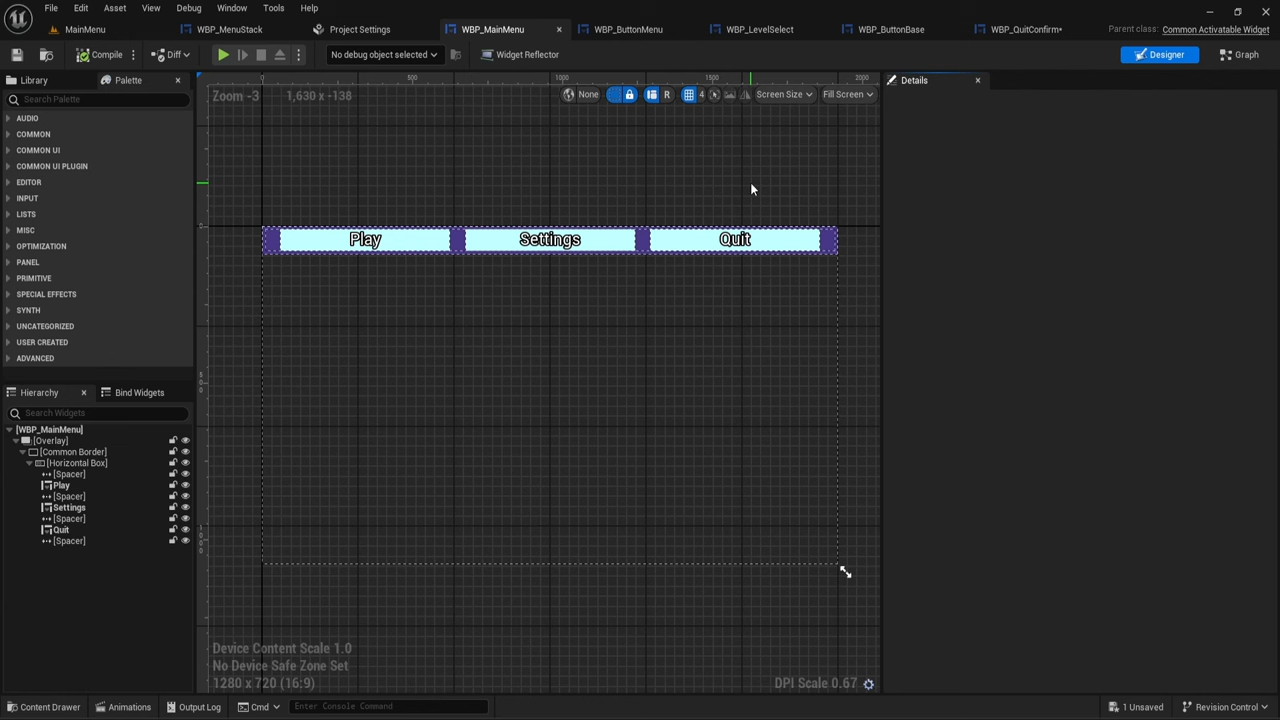 File Edit Asset View Debug Window Tools Help
MainMenu WBP_MenuStack Project Settings WBP_MainMenu WBP_ButtonMenu WBP_LevelSelect WBP_ButtonBase WBP_QuitConfirm• Parent class: Common Activatable Widget
Compile Diff No debug object selected Widget Reflector Designer Graph
Library Palette
Search Palette
AUDIO
COMMON
COMMON UI
COMMON UI PLUGIN
EDITOR
INPUT
LISTS
MISC
OPTIMIZATION
PANEL
PRIMITIVE
SPECIAL EFFECTS
SYNTH
UNCATEGORIZED
USER CREATED
ADVANCED
Hierarchy Bind Widgets
Search Widgets
[WBP_MainMenu]
[Overlay]
[Common Border]
[Horizontal Box]
[Spacer]
Play
[Spacer]
Settings
[Spacer]
Quit
[Spacer]
0 500 1000 1500 2000
Zoom -3 1,630 x -138 None R 4 Screen Size Fill Screen
0
500
1000
Play Settings Quit
Device Content Scale 1.0
No Device Safe Zone Set
1280 x 720 (16:9) DPI Scale 0.67
Details
Content Drawer Animations Output Log Cmd Enter Console Command 1 Unsaved Revision Control